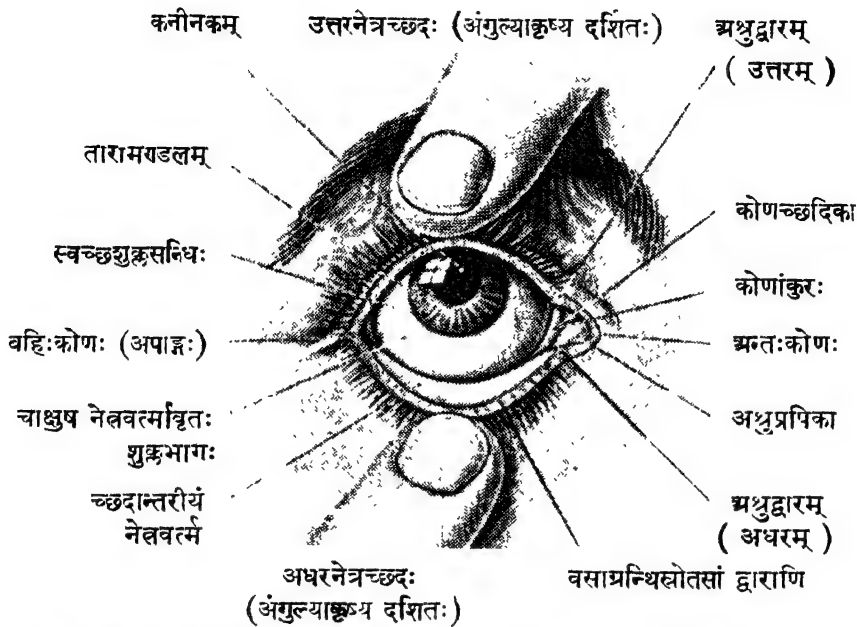 कनीनकम्
उत्तरनेत्रच्छदः (अंगुल्याकृष्य दर्शितः)
अश्रुद्वारम्
( उत्तरम् )
तारामण्डलम्
कोणच्छदिका
स्वच्छशुक्लसन्धिः
कोणांकुरः
वहिःकोणः (अपाङ्गः)
अन्तःकोणः
चाक्षुष नेत्रवर्त्मावृतः
शुक्लभागः
अश्रुप्रपिका
च्छदान्तरीयं
नेत्रवर्त्म
अश्रुद्वारम्
( अधरम् )
अधरनेत्रच्छदः
(अंगुल्याकृष्य दर्शितः)
वसाग्रन्थिस्रोतसां द्वाराणि